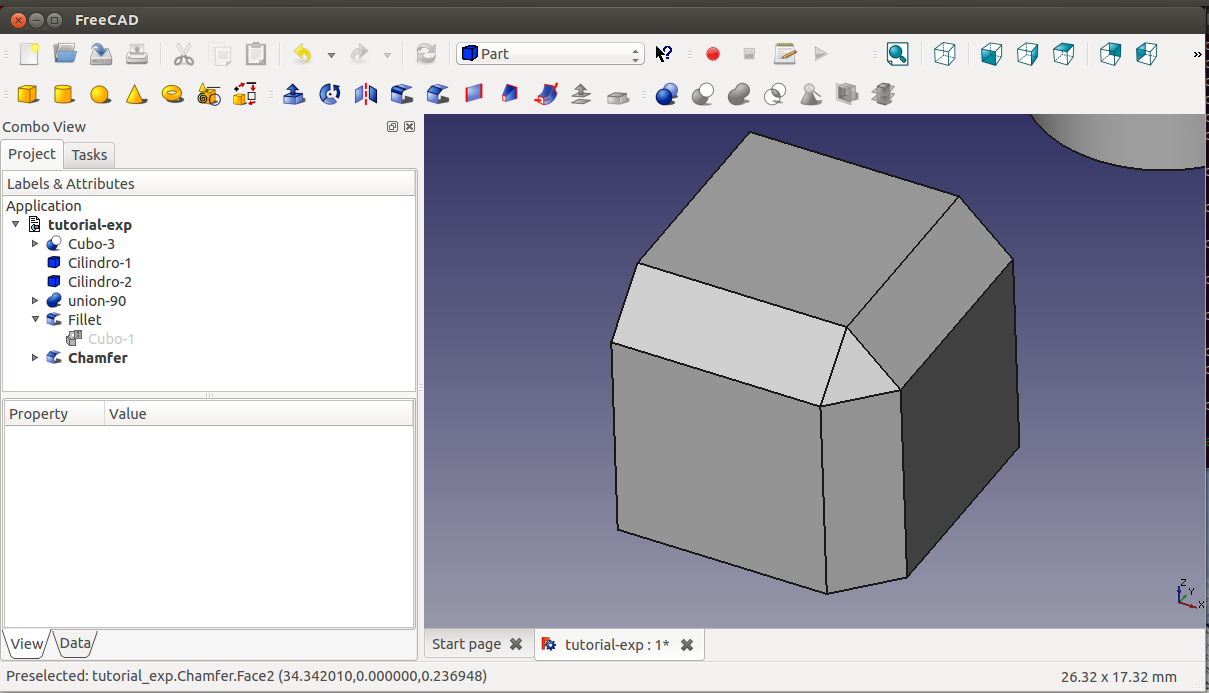 FreeCAD
Part
»
Combo View
Project
Tasks
Labels & Attributes
Application
tutorial-exp
Cubo-3
Cilindro-1
Cilindro-2
union-90
Fillet
Cubo-1
Chamfer
Property
Value
View
Data
Start page
tutorial-exp : 1*
Z
Y
X
Preselected: tutorial_exp.Chamfer.Face2 (34.342010,0.000000,0.236948)
26.32 x 17.32 mm